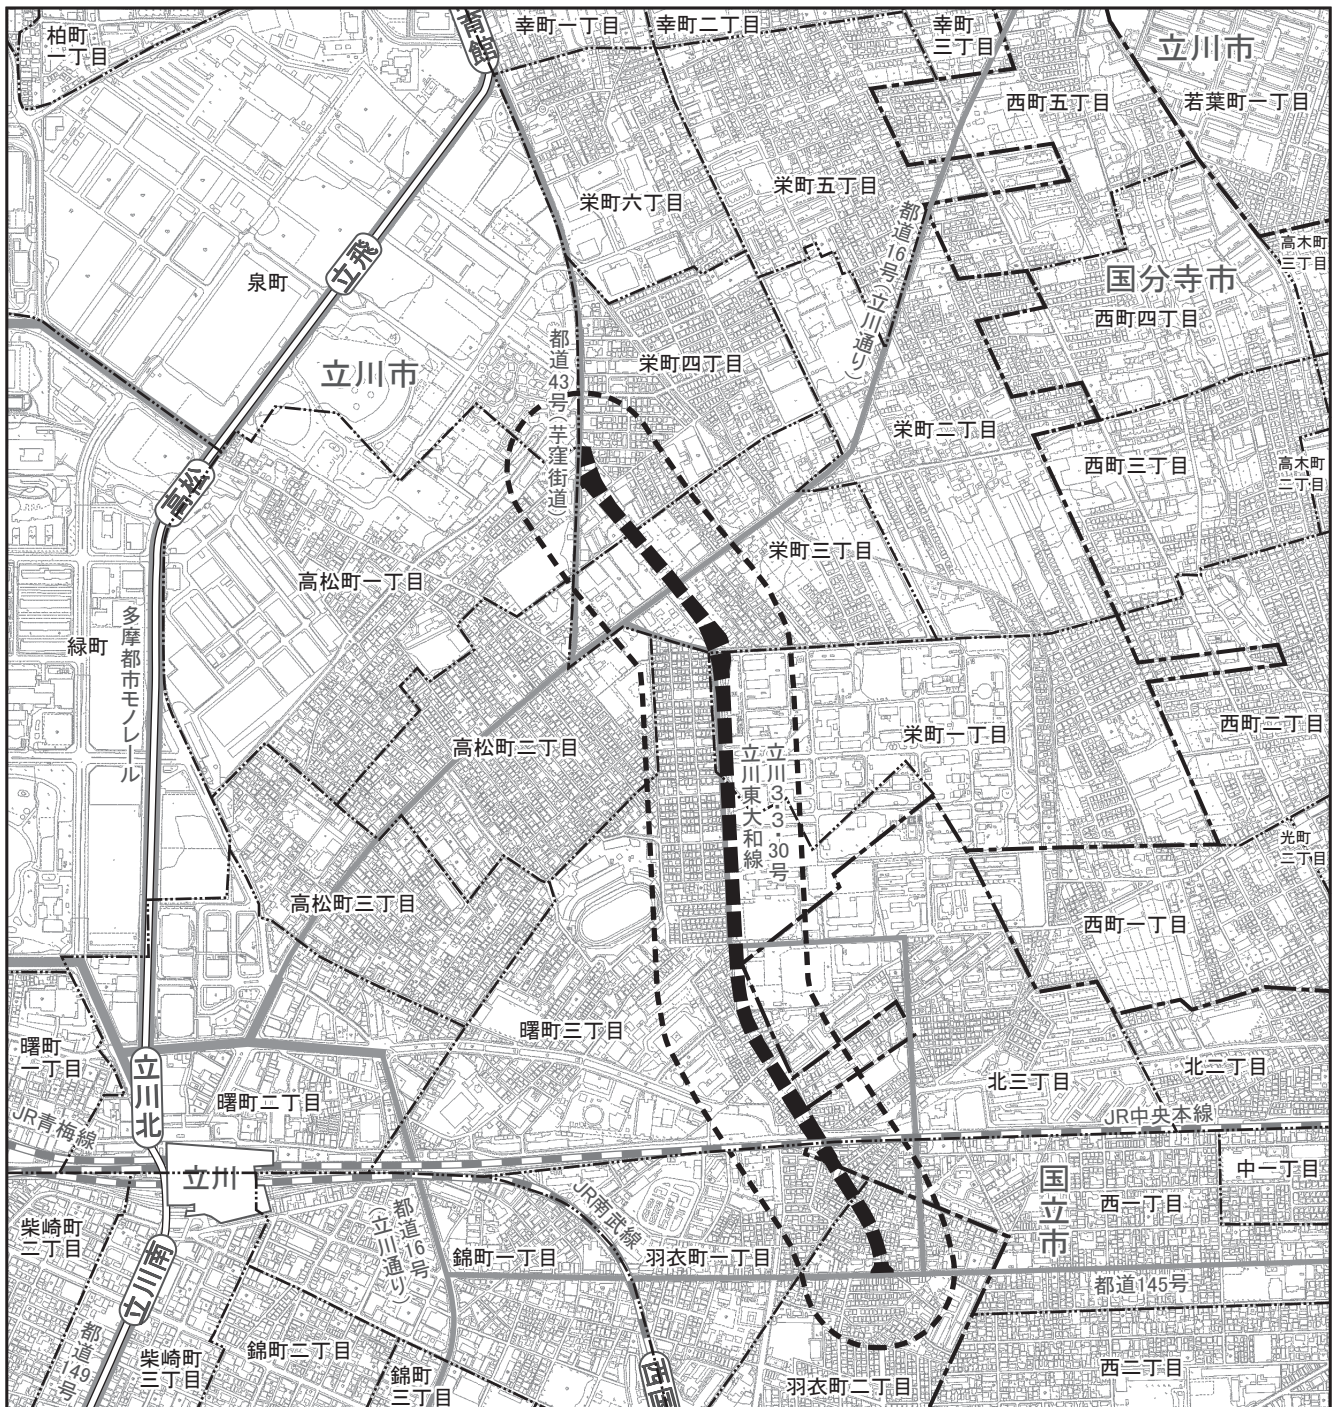 柏町
一丁目
幸町一丁目
幸町二丁目
幸町
三丁目
立川市
西町五丁目
若葉町一丁目
栄町六丁目
栄町五丁目
都道16号(立川通り)
高木町
三丁目
泉町
立飛
国分寺市
西町四丁目
立川市
都道43号(芋窪街道)
栄町四丁目
栄町二丁目
西町三丁目
高木町
二丁目
高松
栄町三丁目
高松町一丁目
多摩都市モノレール
緑町
西町二丁目
高松町二丁目
立川3・3・30号
立川東大和線
栄町一丁目
光町
二丁目
高松町三丁目
西町一丁目
曙町三丁目
曙町
一丁目
立川北
曙町二丁目
北三丁目
北二丁目
JR青梅線
JR中央本線
立川
中一丁目
国立市
西一丁目
柴崎町
二丁目
都道16号
(立川通り)
JR南武線
立川南
錦町一丁目
羽衣町一丁目
都道145号
都道149号
柴崎町
三丁目
錦町二丁目
錦町
三丁目
羽衣町二丁目
西二丁目